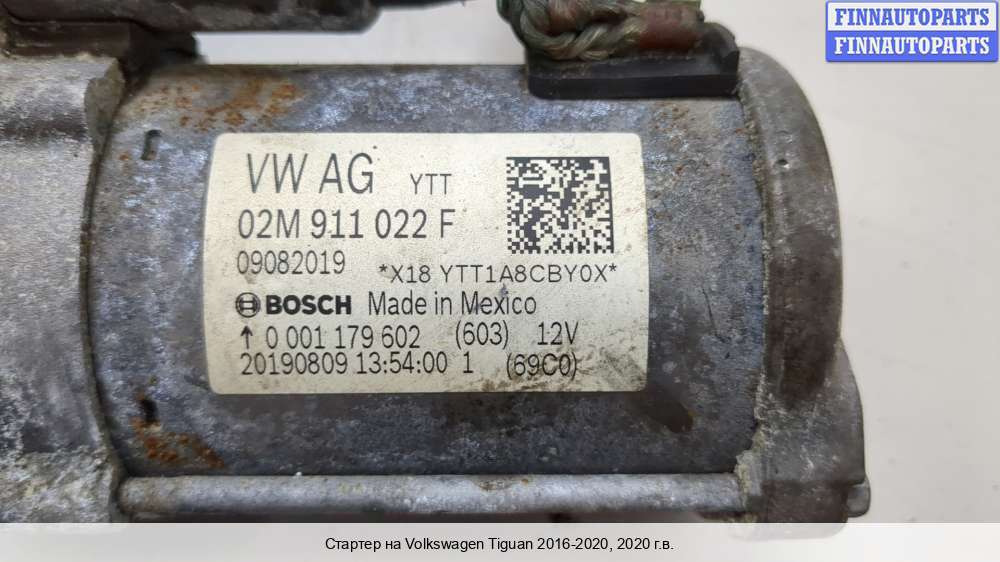 FINNAUTOPARTS
FINNAUTOPARTS
VW AG YTT
02M 911 022 F
09082019 *X18 YTT1A8CBY0X*
BOSCH Made in Mexico
↑ 0 001 179 602 (603) 12V
20190809 13:54:00 1 (69C0)
Стартер на Volkswagen Tiguan 2016-2020, 2020 г.в.